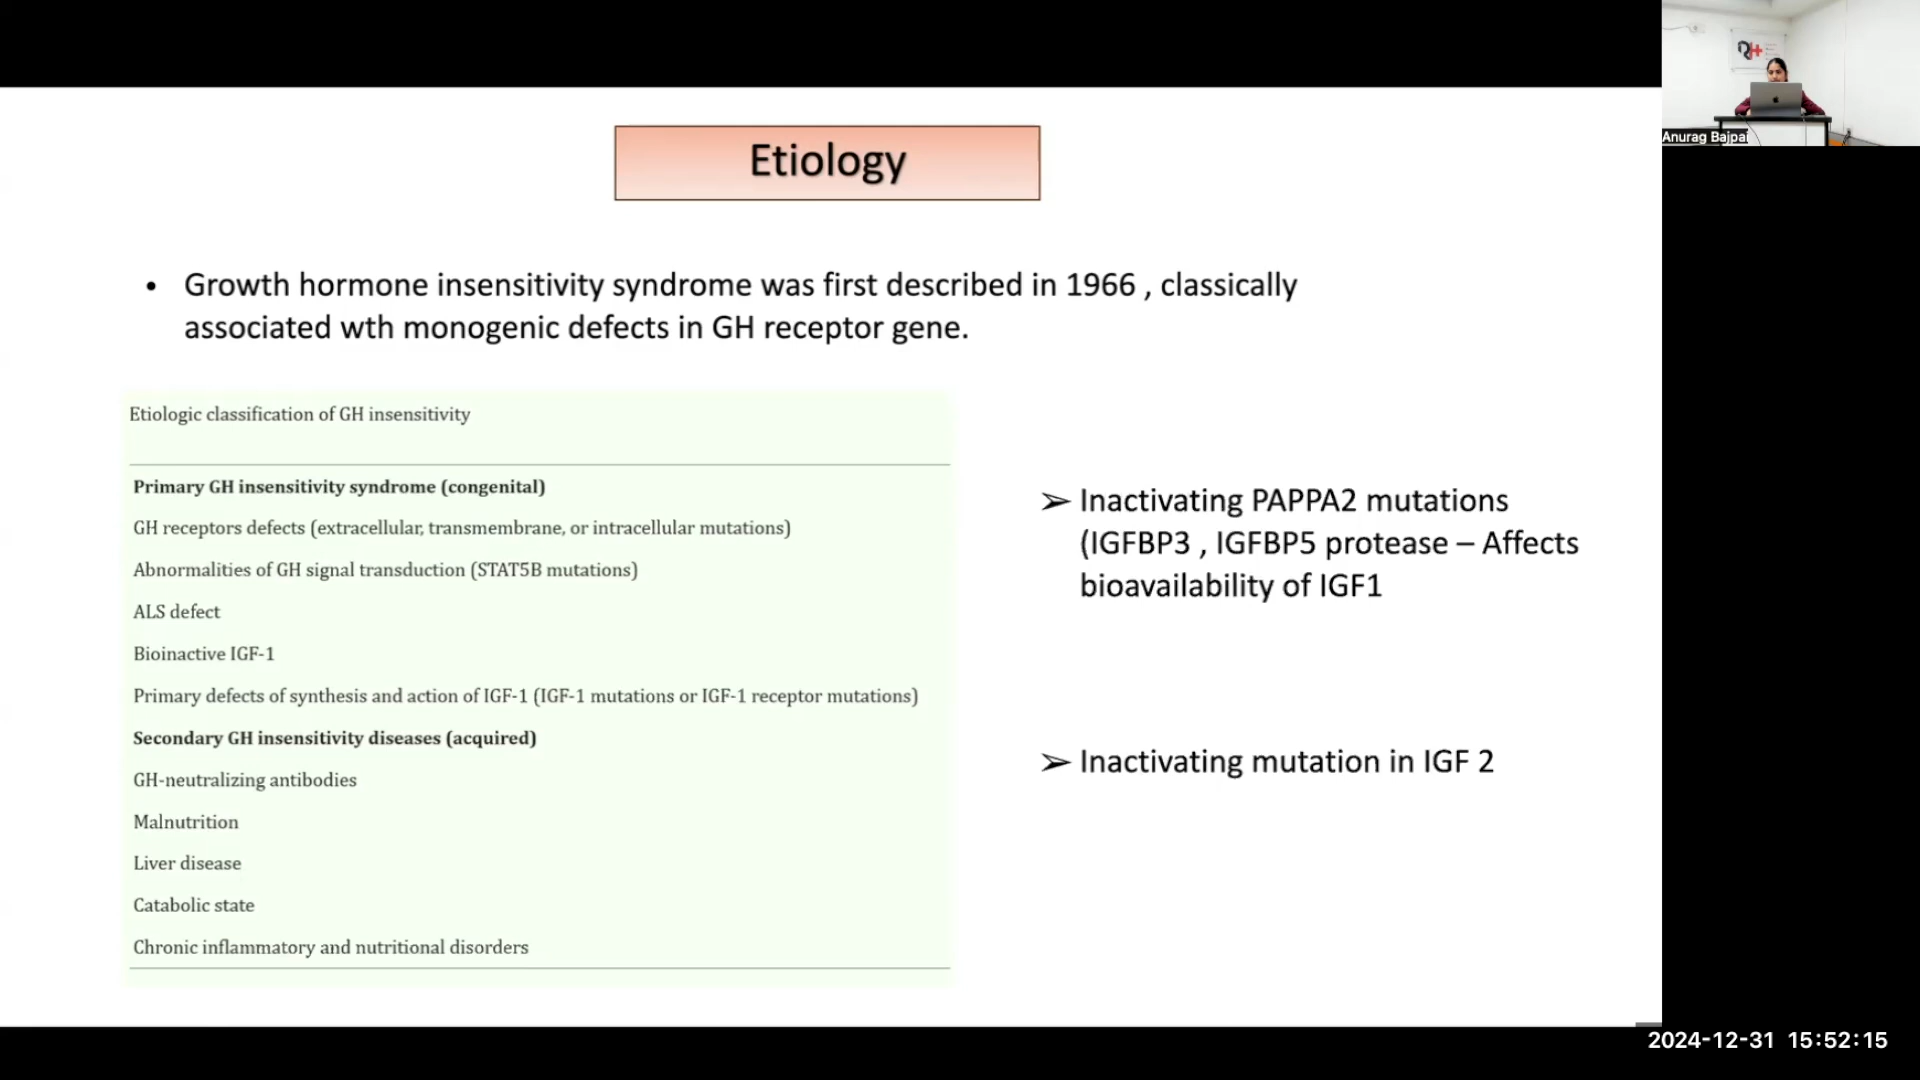 Etiology
• Growth hormone insensitivity syndrome was first described in 1966 , classically
associated wth monogenic defects in GH receptor gene.
Etiologic classification of GH insensitivity
Primary GH insensitivity syndrome (congenital)
GH receptors defects (extracellular, transmembrane, or intracellular mutations)
Abnormalities of GH signal transduction (STAT5B mutations)
ALS defect
Bioinactive IGF-1
Primary defects of synthesis and action of IGF-1 (IGF-1 mutations or IGF-1 receptor mutations)
Secondary GH insensitivity diseases (acquired)
GH-neutralizing antibodies
Malnutrition
Liver disease
Catabolic state
Chronic inflammatory and nutritional disorders
➢ Inactivating PAPPA2 mutations
(IGFBP3 , IGFBP5 protease – Affects
bioavailability of IGF1
➢ Inactivating mutation in IGF 2
Anurag Bajpai
2024-12-31 15:52:15